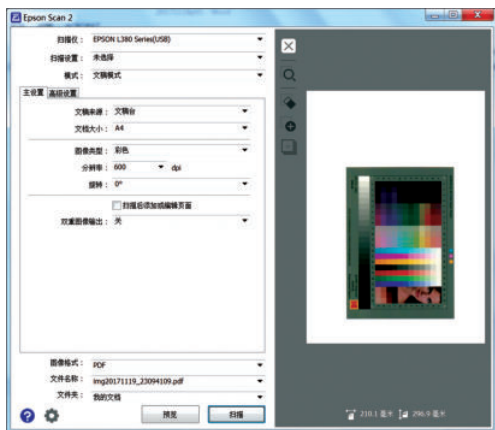 Epson Scan 2
扫描仪： EPSON L380 Series(USB)
扫描设置： 未选择
模式： 文稿模式
主设置 高级设置
文稿来源： 文稿台
文档大小： A4
图像类型： 彩色
分辨率： 600 dpi
旋转： 0°
扫描后添加或编辑页面
双重图像输出： 关
图像格式： PDF
文件名称： img20171119_23094109.pdf
文件夹： 我的文档
预览 扫描
210.1 毫米 296.9 毫米